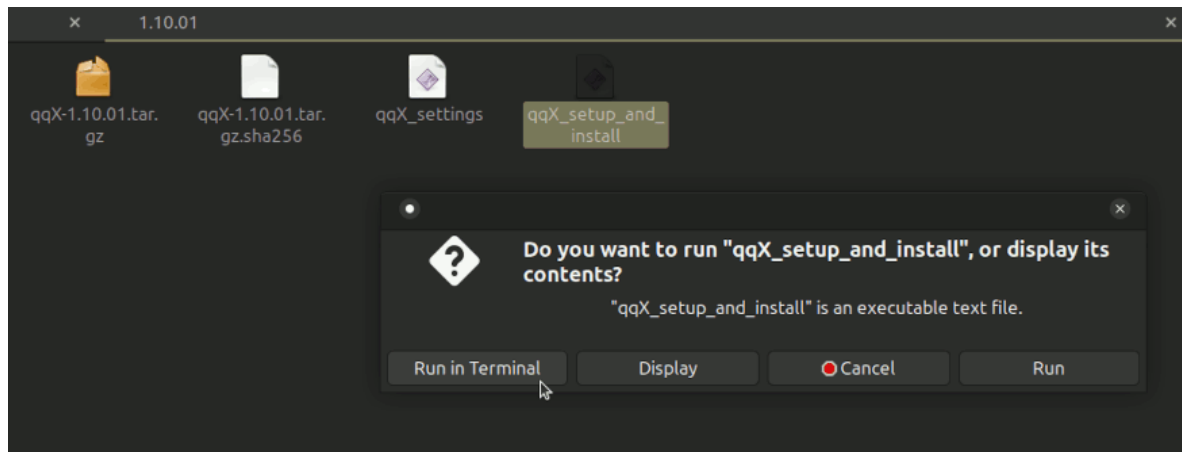 1.10.01
qqX-1.10.01.tar.
gz
qqX-1.10.01.tar.
gz.sha256
qqX_settings
qqX_setup_and_
install
Do you want to run "qqX_setup_and_install", or display its
contents?
"qqX_setup_and_install" is an executable text file.
Run in Terminal
Display
Cancel
Run